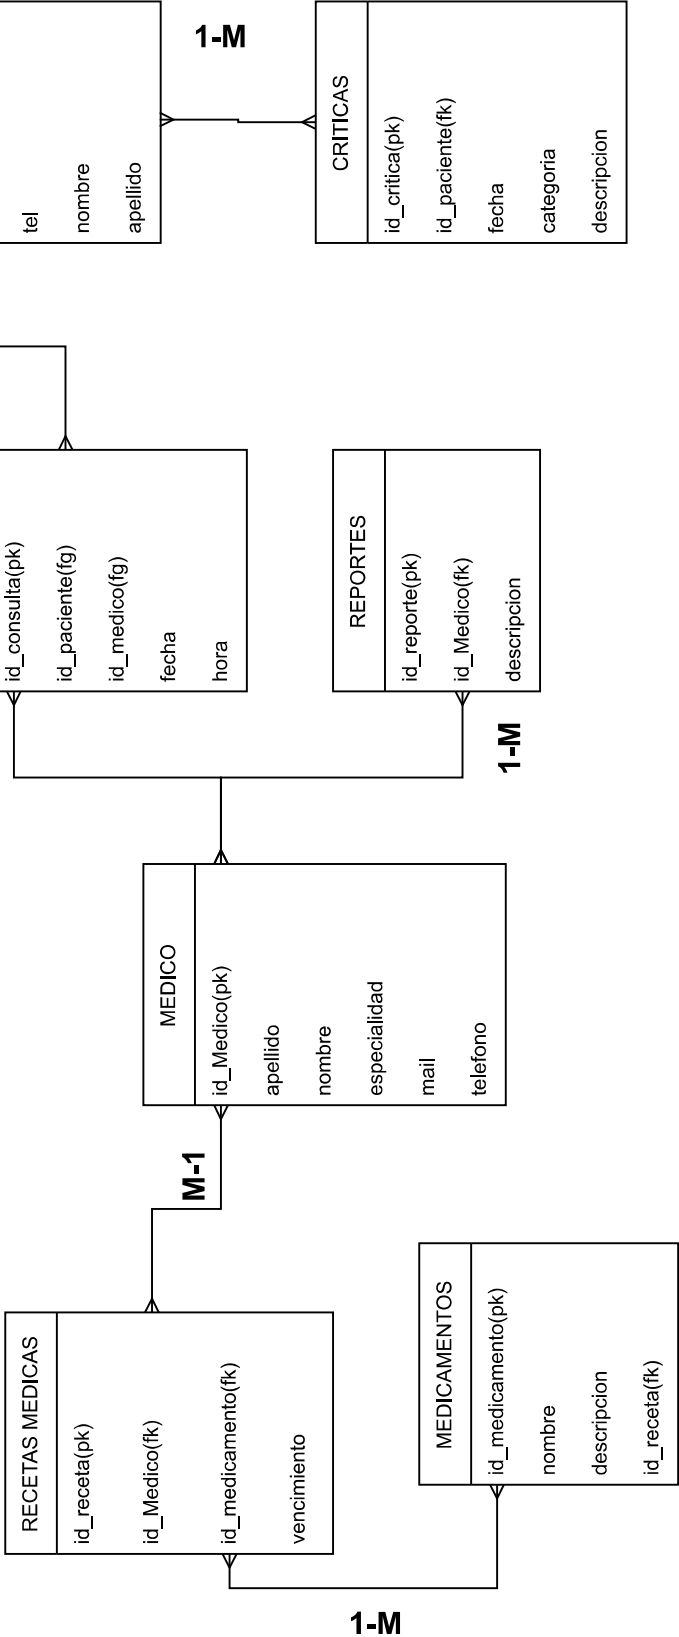 tel
nombre
apellido
1-M
CRITICAS
id_critica(pk)
id_paciente(fk)
fecha
categoria
descripcion
id_consulta(pk)
id_paciente(fg)
id_medico(fg)
fecha
hora
REPORTES
id_reporte(pk)
id_Medico(fk)
descripcion
1-M
MEDICO
id_Medico(pk)
apellido
nombre
especialidad
mail
telefono
M-1
RECETAS MEDICAS
id_receta(pk)
id_Medico(fk)
id_medicamento(fk)
vencimiento
MEDICAMENTOS
id_medicamento(pk)
nombre
descripcion
id_receta(fk)
1-M